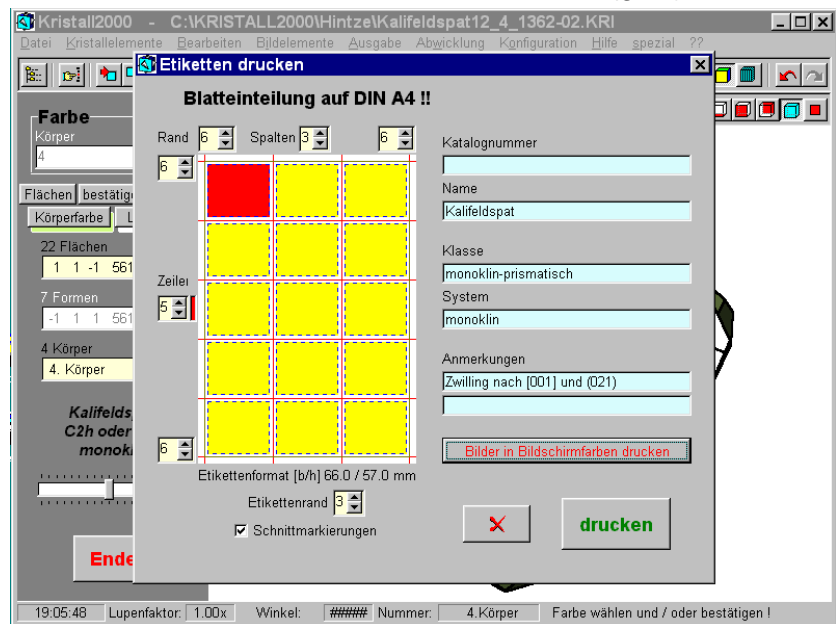 Kristall2000 - C:\KRISTALL2000\Hintze\Kalifeldspat12_4_1362-02.KRI
Datei Kristallelemente Bearbeiten Bildelemente Ausgabe Abwicklung Konfiguration Hilfe spezial ??
Etiketten drucken
Blatteinteilung auf DIN A4 !!
Rand 6 Spalten 3 6
6
Zeilen
5
6
Etikettenformat [b/h] 66.0 / 57.0 mm
Etikettenrand 3
Schnittmarkierungen
Katalognummer
Name
Kalifeldspat
Klasse
monoklin-prismatisch
System
monoklin
Anmerkungen
Zwilling nach [001] und (021)
Bilder in Bildschirmfarben drucken
X drucken
Farbe
Körper
4
Flächen bestätig
Körperfarbe L
22 Flächen
1 1 -1 561
7 Formen
-1 1 1 561
4 Körper
4. Körper
Kalifelds
C2h oder
monokl
Ende
19:05:48 Lupenfaktor: 1.00x Winkel: ##### Nummer: 4.Körper Farbe wählen und / oder bestätigen !